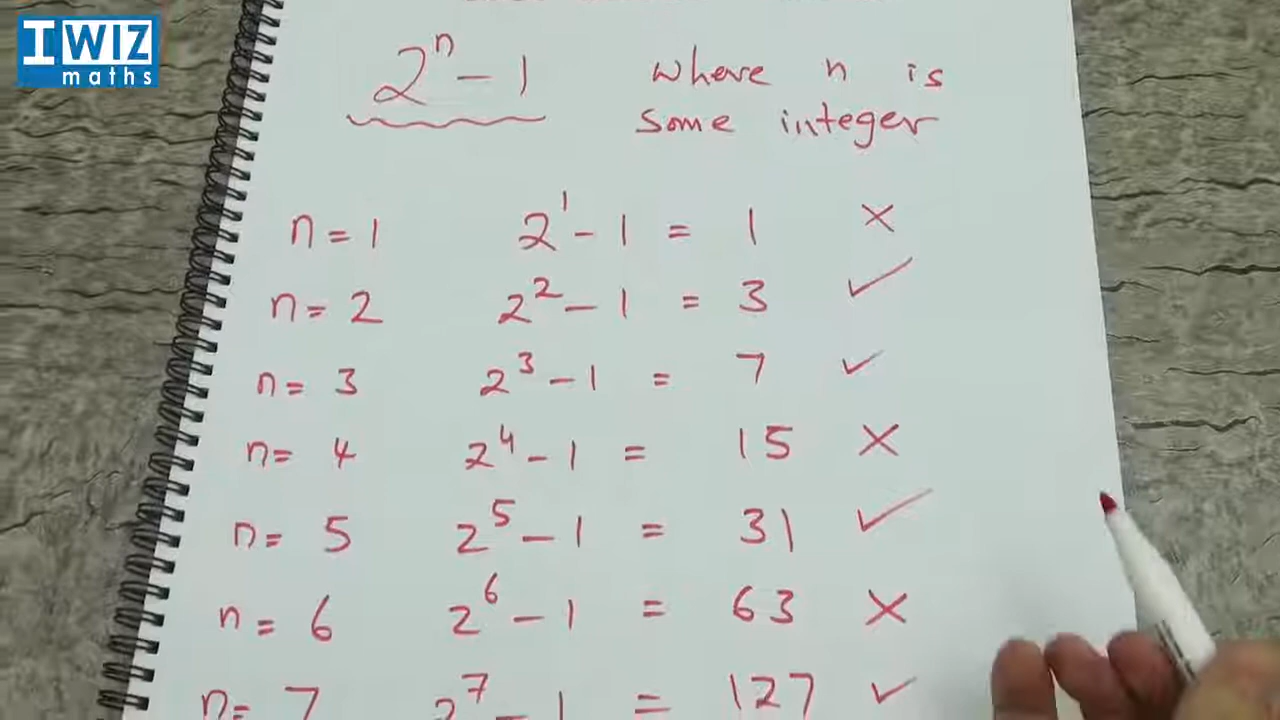 I WIZ
maths
2ⁿ - 1 where n is
some integer
n = 1 2¹ - 1 = 1 ×
n = 2 2² - 1 = 3 ✓
n = 3 2³ - 1 = 7 ✓
n = 4 2⁴ - 1 = 15 ×
n = 5 2⁵ - 1 = 31 ✓
n = 6 2⁶ - 1 = 63 ×
n = 7 2⁷ - 1 = 127 ✓